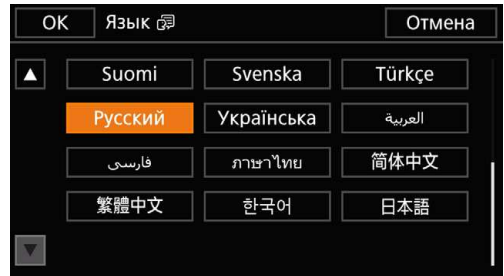 OK Язык Отмена
Suomi Svenska Türkçe
Русский Українська العربية
فارسی ภาษาไทย 简体中文
繁體中文 한국어 日本語